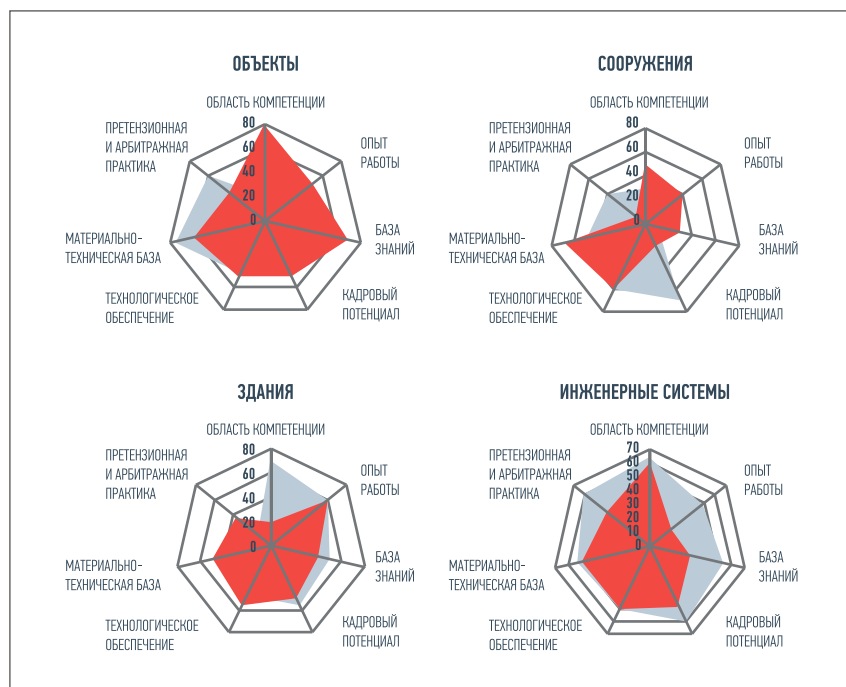 ОБЪЕКТЫ
ОБЛАСТЬ КОМПЕТЕНЦИИ
ПРЕТЕНЗИОННАЯ
И АРБИТРАЖНАЯ
ПРАКТИКА
ОПЫТ
РАБОТЫ
80
60
40
20
0
МАТЕРИАЛЬНО-
ТЕХНИЧЕСКАЯ БАЗА
БАЗА
ЗНАНИЙ
ТЕХНОЛОГИЧЕСКОЕ
ОБЕСПЕЧЕНИЕ
КАДРОВЫЙ
ПОТЕНЦИАЛ
СООРУЖЕНИЯ
ОБЛАСТЬ КОМПЕТЕНЦИИ
ПРЕТЕНЗИОННАЯ
И АРБИТРАЖНАЯ
ПРАКТИКА
ОПЫТ
РАБОТЫ
80
60
40
20
0
МАТЕРИАЛЬНО-
ТЕХНИЧЕСКАЯ БАЗА
БАЗА
ЗНАНИЙ
ТЕХНОЛОГИЧЕСКОЕ
ОБЕСПЕЧЕНИЕ
КАДРОВЫЙ
ПОТЕНЦИАЛ
ЗДАНИЯ
ОБЛАСТЬ КОМПЕТЕНЦИИ
ПРЕТЕНЗИОННАЯ
И АРБИТРАЖНАЯ
ПРАКТИКА
ОПЫТ
РАБОТЫ
80
60
40
20
0
МАТЕРИАЛЬНО-
ТЕХНИЧЕСКАЯ БАЗА
БАЗА
ЗНАНИЙ
ТЕХНОЛОГИЧЕСКОЕ
ОБЕСПЕЧЕНИЕ
КАДРОВЫЙ
ПОТЕНЦИАЛ
ИНЖЕНЕРНЫЕ СИСТЕМЫ
ОБЛАСТЬ КОМПЕТЕНЦИИ
ПРЕТЕНЗИОННАЯ
И АРБИТРАЖНАЯ
ПРАКТИКА
ОПЫТ
РАБОТЫ
70
60
50
40
30
20
10
0
МАТЕРИАЛЬНО-
ТЕХНИЧЕСКАЯ БАЗА
БАЗА
ЗНАНИЙ
ТЕХНОЛОГИЧЕСКОЕ
ОБЕСПЕЧЕНИЕ
КАДРОВЫЙ
ПОТЕНЦИАЛ